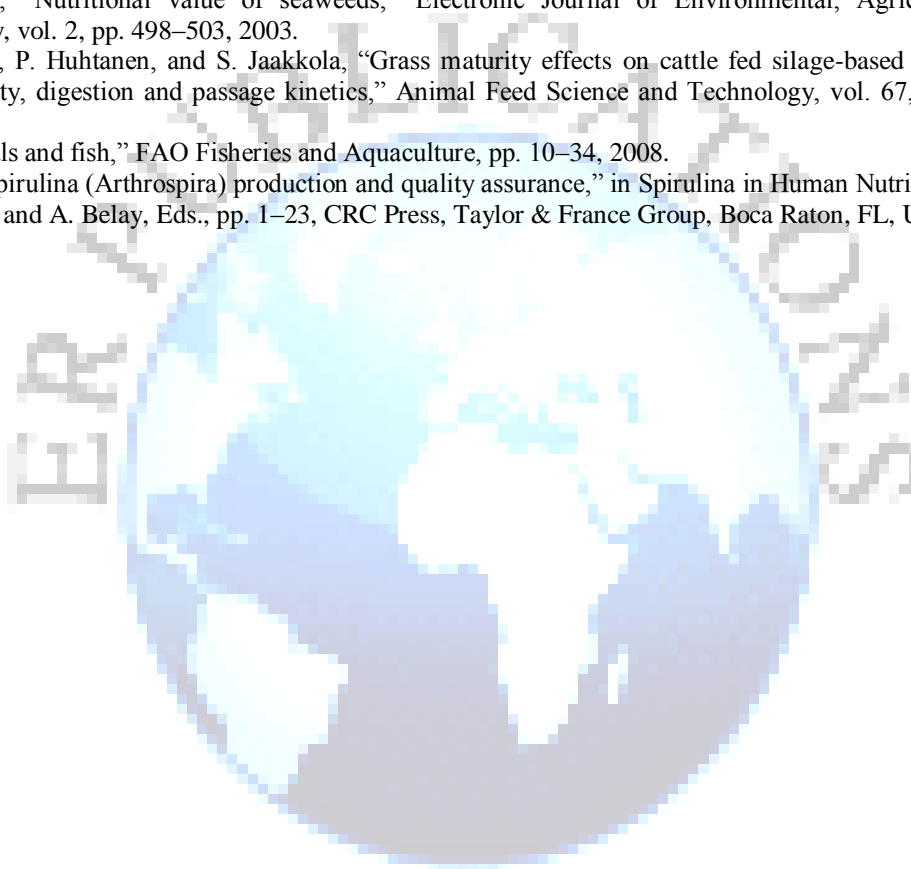 , “Nutritional value of seaweeds,” Electronic Journal of Environmental, Agric
y, vol. 2, pp. 498–503, 2003.
, P. Huhtanen, and S. Jaakkola, “Grass maturity effects on cattle fed silage-based
ty, digestion and passage kinetics,” Animal Feed Science and Technology, vol. 67,
ls and fish,” FAO Fisheries and Aquaculture, pp. 10–34, 2008.
pirulina (Arthrospira) production and quality assurance,” in Spirulina in Human Nutri
and A. Belay, Eds., pp. 1–23, CRC Press, Taylor & France Group, Boca Raton, FL, U
ER PUBLICATIONS